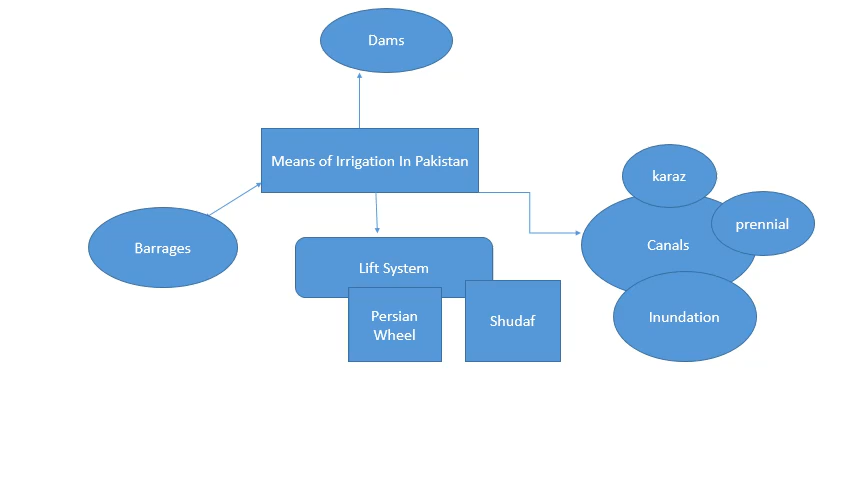 Dams
Means of Irrigation In Pakistan
karaz
prennial
Barrages
Canals
Lift System
Persian
Wheel
Shudaf
Inundation